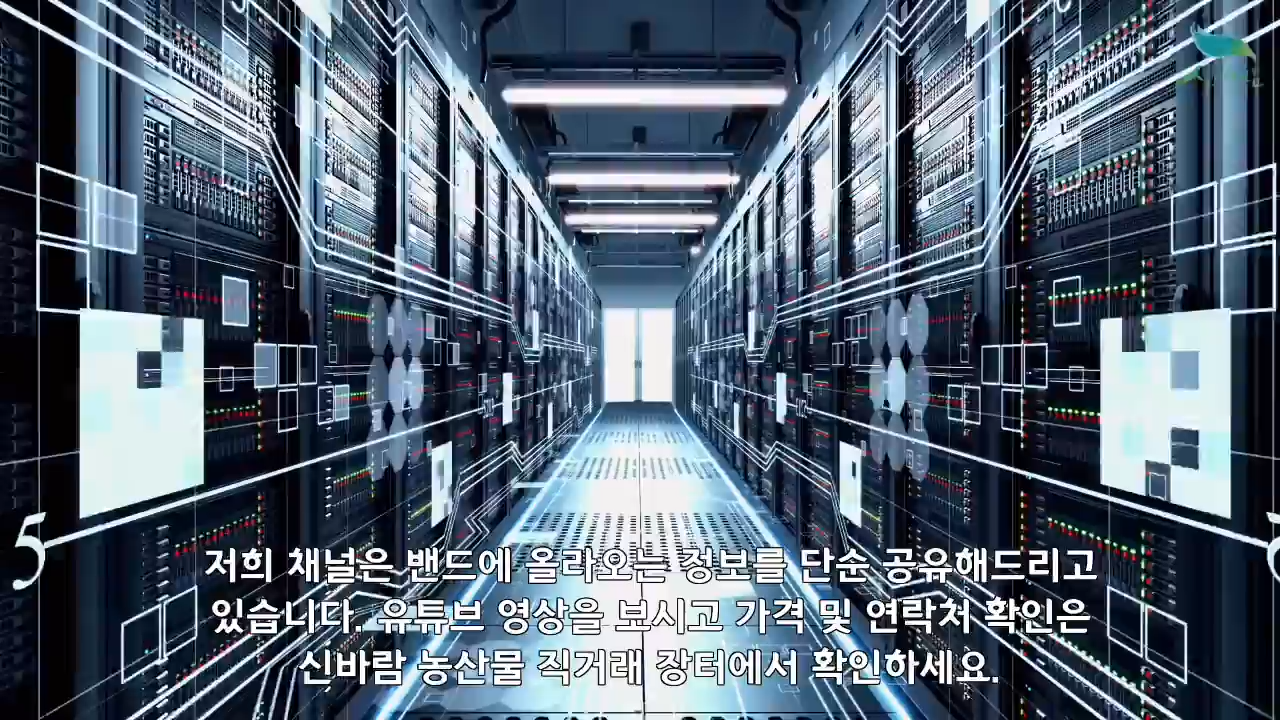 5
저희 채널은 밴드에 올라오는 정보를 단순 공유해드리고
있습니다. 유튜브 영상을 보시고 가격 및 연락처 확인은
신바람 농산물 직거래 장터에서 확인하세요.